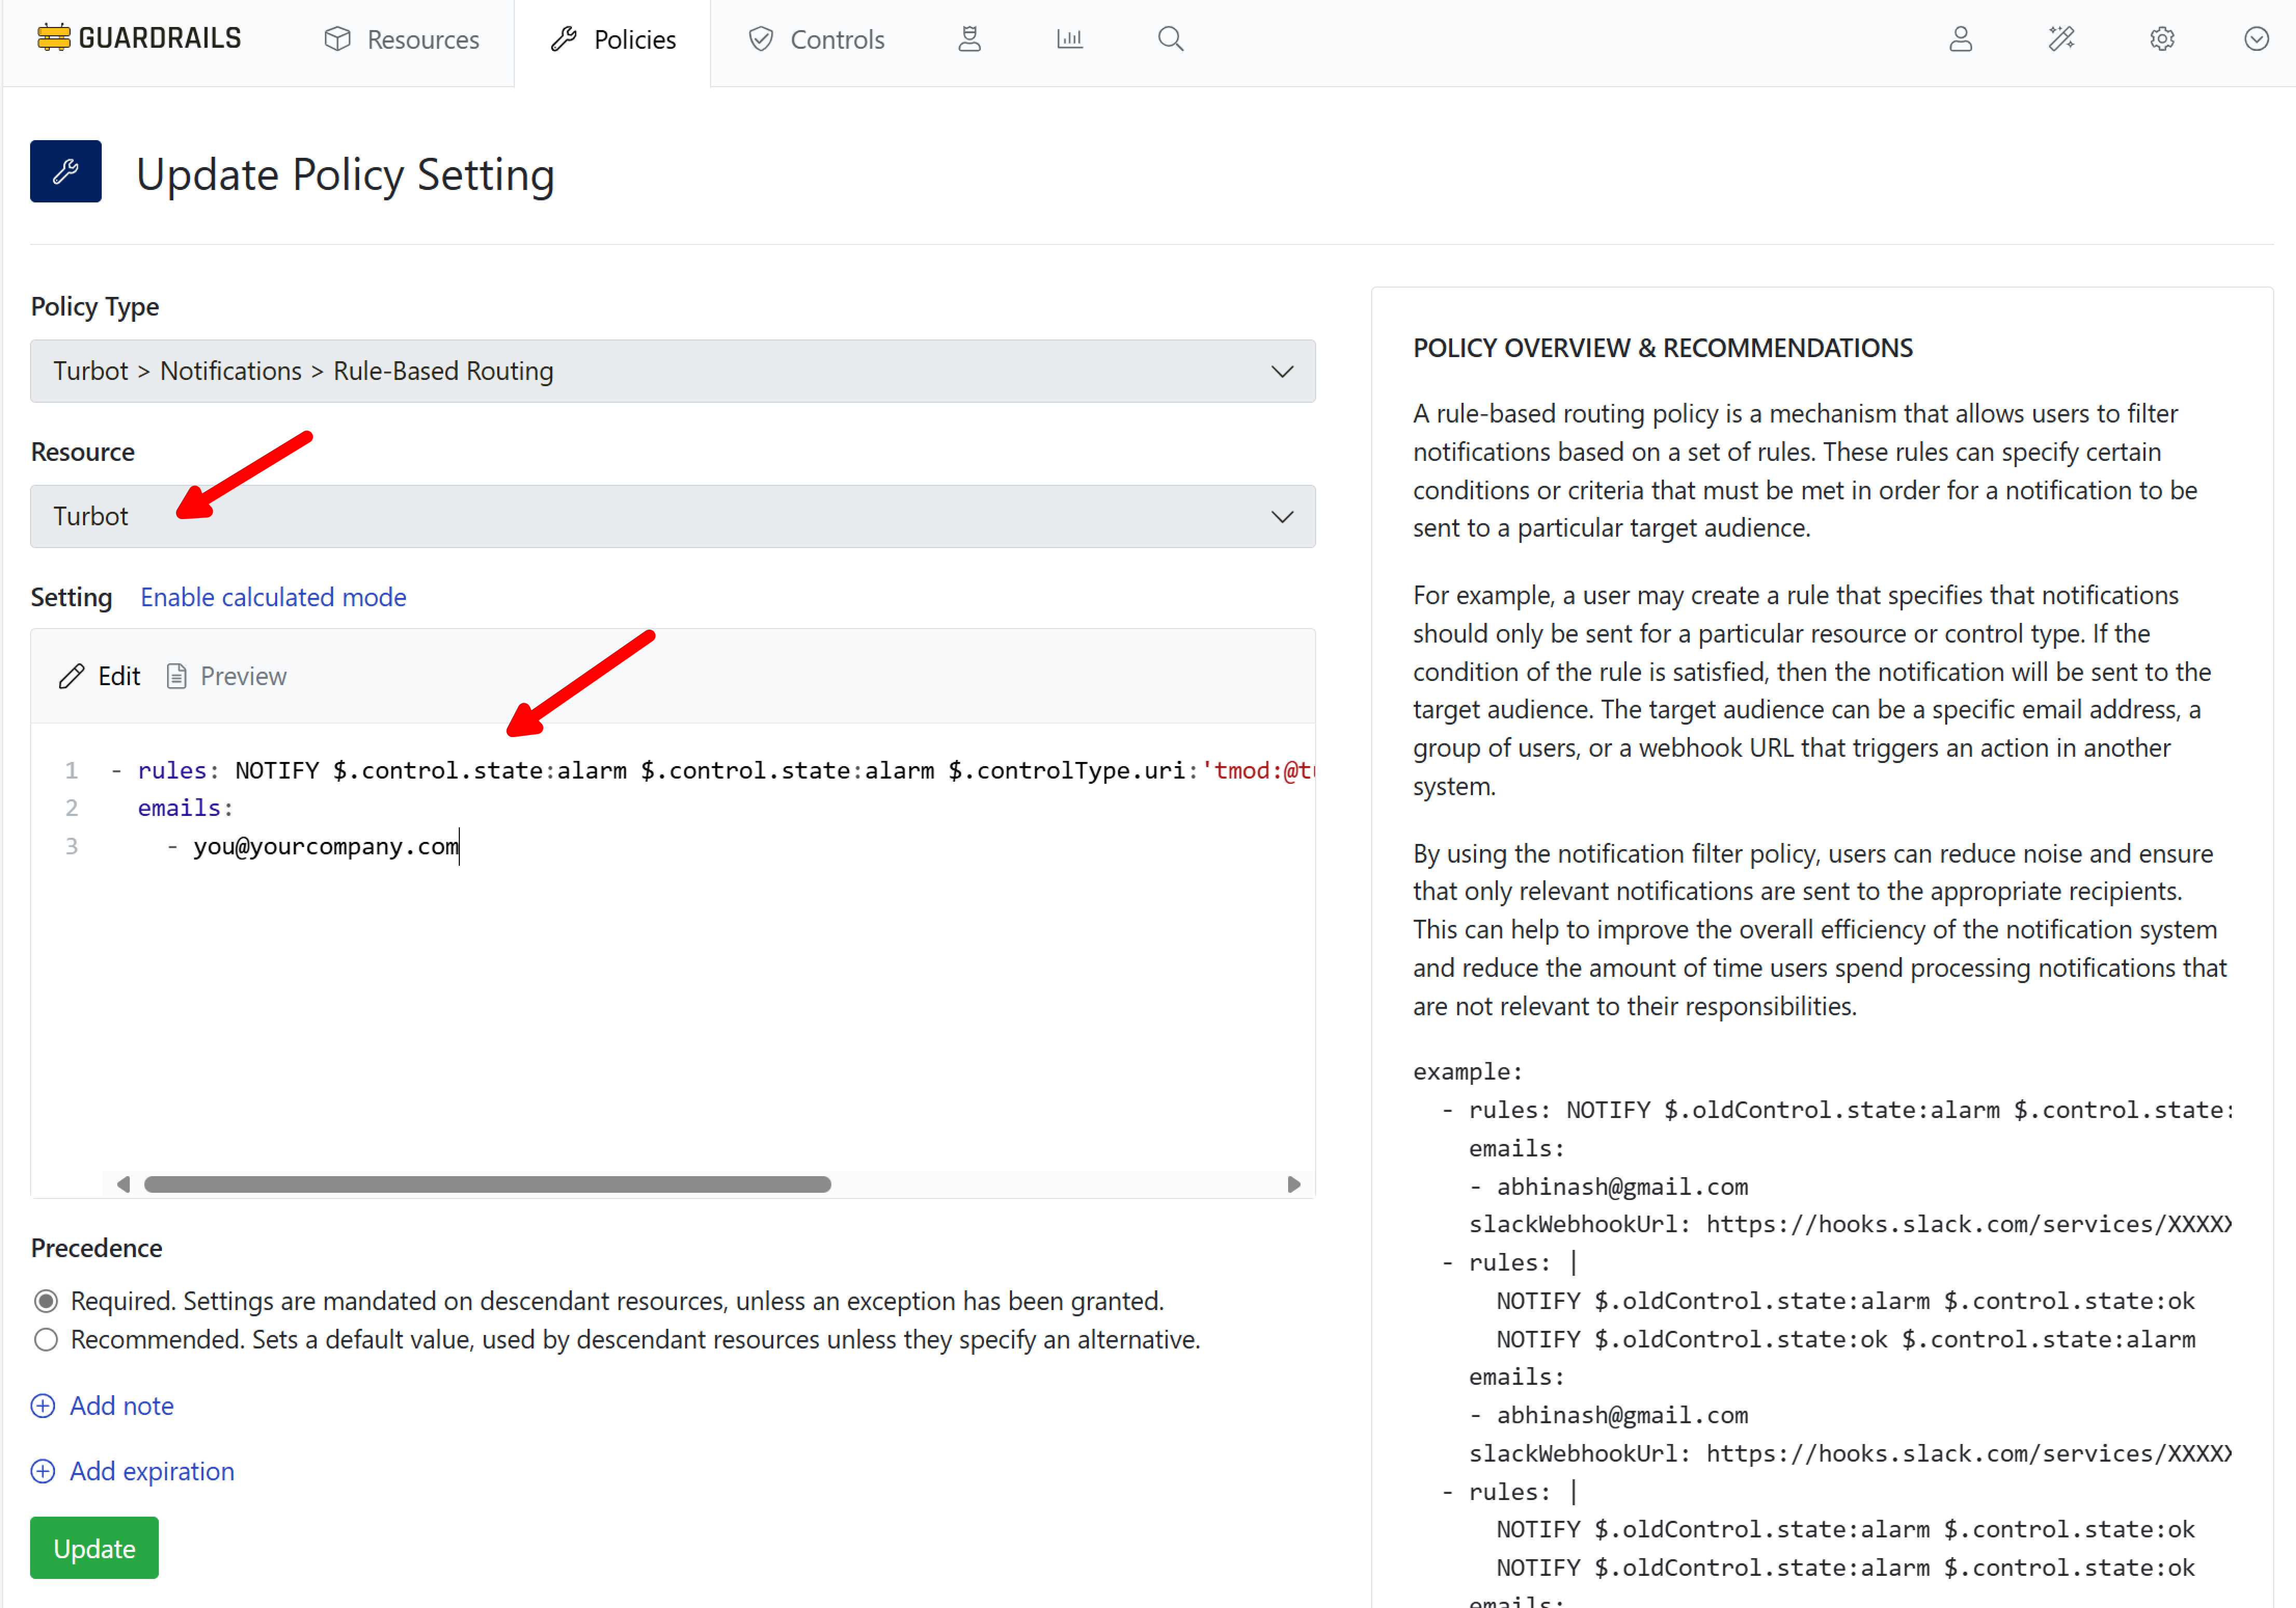 GUARDRAILS
Resources
Policies
Controls
Update Policy Setting
Policy Type
Turbot > Notifications > Rule-Based Routing
Resource
Turbot
Setting Enable calculated mode
Edit Preview
1 - rules: NOTIFY $.control.state:alarm $.control.state:alarm $.controlType.uri:'tmod:@t
2 emails:
3 - you@yourcompany.com
Precedence
Required. Settings are mandated on descendant resources, unless an exception has been granted.
Recommended. Sets a default value, used by descendant resources unless they specify an alternative.
Add note
Add expiration
Update
POLICY OVERVIEW & RECOMMENDATIONS
A rule-based routing policy is a mechanism that allows users to filter
notifications based on a set of rules. These rules can specify certain
conditions or criteria that must be met in order for a notification to be
sent to a particular target audience.
For example, a user may create a rule that specifies that notifications
should only be sent for a particular resource or control type. If the
condition of the rule is satisfied, then the notification will be sent to the
target audience. The target audience can be a specific email address, a
group of users, or a webhook URL that triggers an action in another
system.
By using the notification filter policy, users can reduce noise and ensure
that only relevant notifications are sent to the appropriate recipients.
This can help to improve the overall efficiency of the notification system
and reduce the amount of time users spend processing notifications that
are not relevant to their responsibilities.
example:
- rules: NOTIFY $.oldControl.state:alarm $.control.state:
emails:
- abhinash@gmail.com
slackWebhookUrl: https://hooks.slack.com/services/XXXXX
- rules: |
NOTIFY $.oldControl.state:alarm $.control.state:ok
NOTIFY $.oldControl.state:ok $.control.state:alarm
emails:
- abhinash@gmail.com
slackWebhookUrl: https://hooks.slack.com/services/XXXXX
- rules: |
NOTIFY $.oldControl.state:alarm $.control.state:ok
NOTIFY $.oldControl.state:alarm $.control.state:ok
emails: